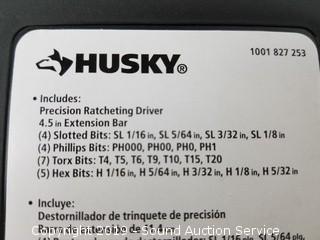 HUSKY®
1001 827 253
• Includes:
Precision Ratcheting Driver
4.5 in Extension Bar
(4) Slotted Bits: SL 1/16 in, SL 5/64 in, SL 3/32 in, SL 1/8 in
(4) Phillips Bits: PH000, PH00, PH0, PH1
(7) Torx Bits: T4, T5, T6, T9, T10, T15, T20
(5) Hex Bits: H 1/16 in, H 5/64 in, H 3/32 in, H 1/8 in, H 5/32 in
• Incluye:
Destornillador de trinquete de precisión
Copyright 2019 - Sound Auction Service